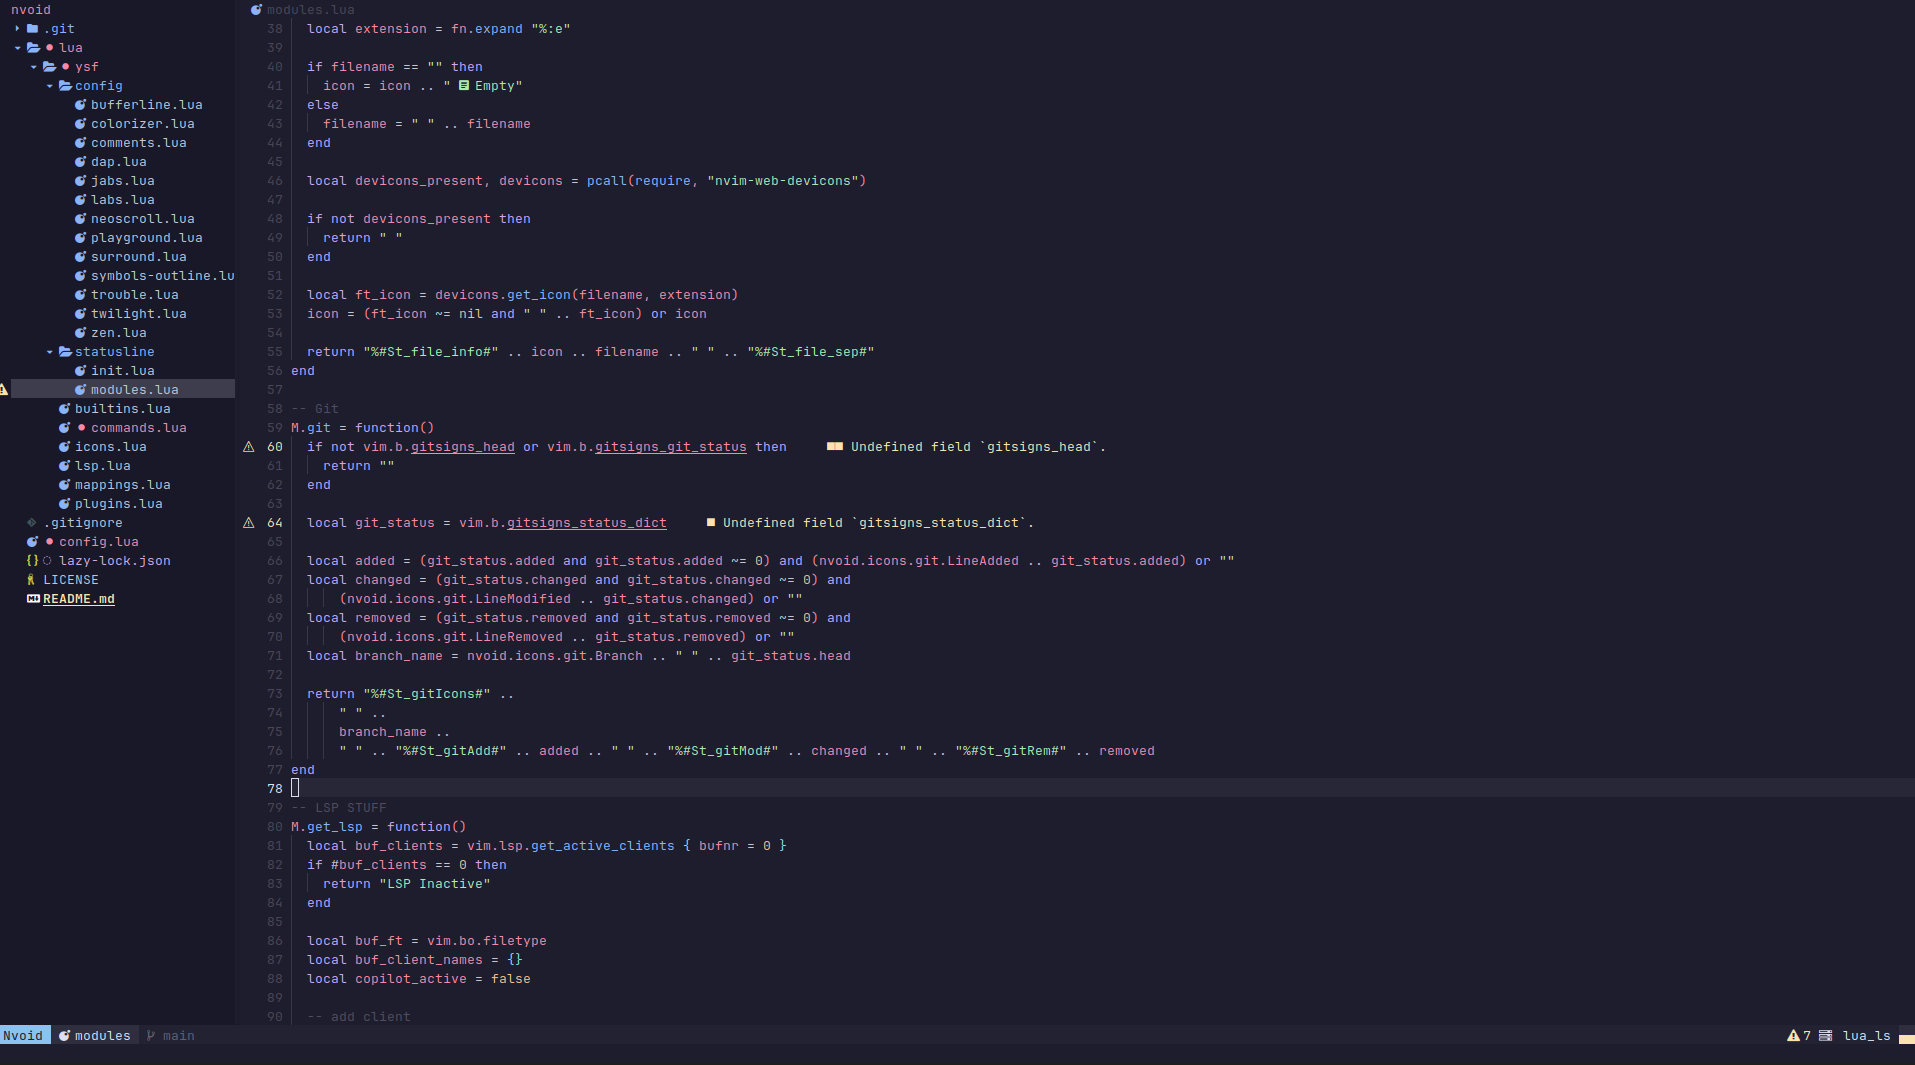 nvoid
.git
lua
ysf
config
bufferline.lua
colorizer.lua
comments.lua
dap.lua
jabs.lua
labs.lua
neoscroll.lua
playground.lua
surround.lua
symbols-outline.lu
trouble.lua
twilight.lua
zen.lua
statusline
init.lua
modules.lua
builtins.lua
commands.lua
icons.lua
lsp.lua
mappings.lua
plugins.lua
.gitignore
config.lua
{} lazy-lock.json
LICENSE
README.md
modules.lua
38 local extension = fn.expand "%:e"
39
40 if filename == "" then
41 icon = icon .. " Empty"
42 else
43 filename = " " .. filename
44 end
45
46 local devicons_present, devicons = pcall(require, "nvim-web-devicons")
47
48 if not devicons_present then
49 return " "
50 end
51
52 local ft_icon = devicons.get_icon(filename, extension)
53 icon = (ft_icon ~= nil and " " .. ft_icon) or icon
54
55 return "%#St_file_info#" .. icon .. filename .. " " .. "%#St_file_sep#"
56 end
57
58 -- Git
59 M.git = function()
60 if not vim.b.gitsigns_head or vim.b.gitsigns_git_status then Undefined field `gitsigns_head`.
61 return ""
62 end
63
64 local git_status = vim.b.gitsigns_status_dict Undefined field `gitsigns_status_dict`.
65
66 local added = (git_status.added and git_status.added ~= 0) and (nvoid.icons.git.LineAdded .. git_status.added) or ""
67 local changed = (git_status.changed and git_status.changed ~= 0) and
68 (nvoid.icons.git.LineModified .. git_status.changed) or ""
69 local removed = (git_status.removed and git_status.removed ~= 0) and
70 (nvoid.icons.git.LineRemoved .. git_status.removed) or ""
71 local branch_name = nvoid.icons.git.Branch .. " " .. git_status.head
72
73 return "%#St_gitIcons#" ..
74 " " ..
75 branch_name ..
76 " " .. "%#St_gitAdd#" .. added .. " " .. "%#St_gitMod#" .. changed .. " " .. "%#St_gitRem#" .. removed
77 end
78
79 -- LSP STUFF
80 M.get_lsp = function()
81 local buf_clients = vim.lsp.get_active_clients { bufnr = 0 }
82 if #buf_clients == 0 then
83 return "LSP Inactive"
84 end
85
86 local buf_ft = vim.bo.filetype
87 local buf_client_names = {}
88 local copilot_active = false
89
90 -- add client
Nvoid modules main 7 lua_ls